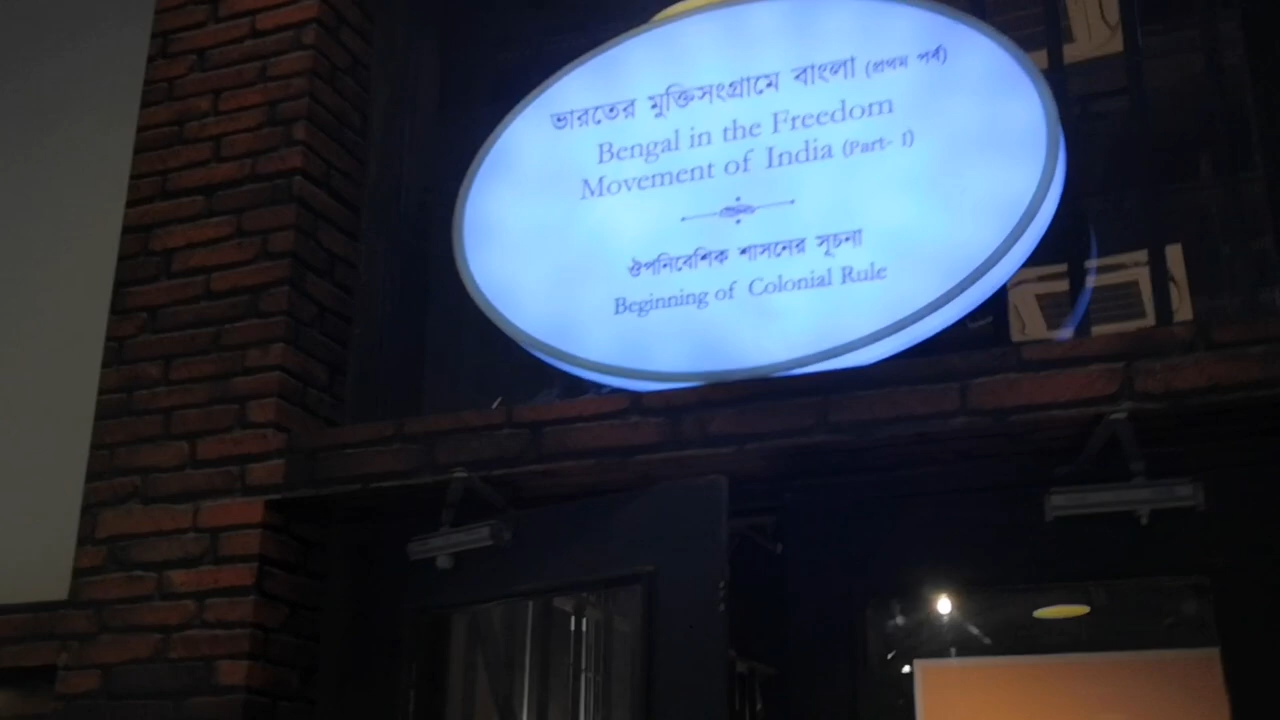 ভারতের মুক্তিসংগ্রামে বাংলা (প্রথম পর্ব)
Bengal in the Freedom
Movement of India (Part- I)
ঔপনিবেশিক শাসনের সূচনা
Beginning of Colonial Rule